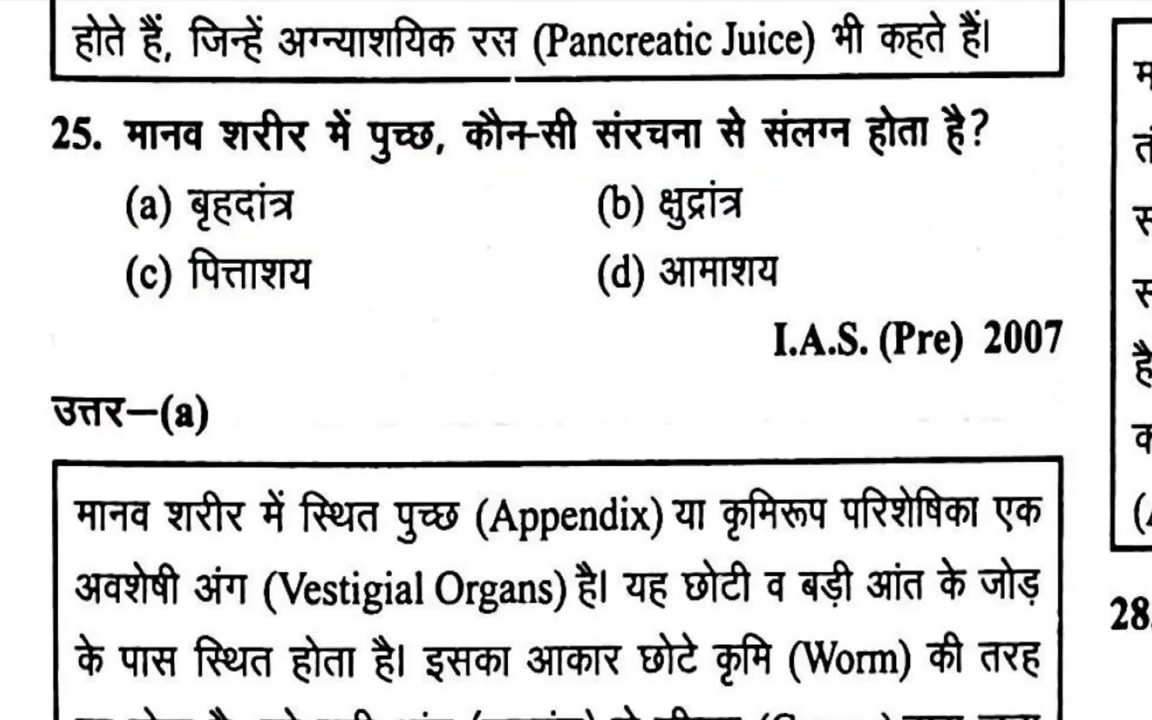 होते हैं, जिन्हें अग्न्याशयिक रस (Pancreatic Juice) भी कहते हैं।
25. मानव शरीर में पुच्छ, कौन-सी संरचना से संलग्न होता है?
(a) बृहदांत्र (b) क्षुद्रांत्र
(c) पित्ताशय (d) आमाशय
I.A.S. (Pre) 2007
उत्तर–(a)
मानव शरीर में स्थित पुच्छ (Appendix) या कृमिरूप परिशेषिका एक
अवशेषी अंग (Vestigial Organs) है। यह छोटी व बड़ी आंत के जोड़
के पास स्थित होता है। इसका आकार छोटे कृमि (Worm) की तरह
28.